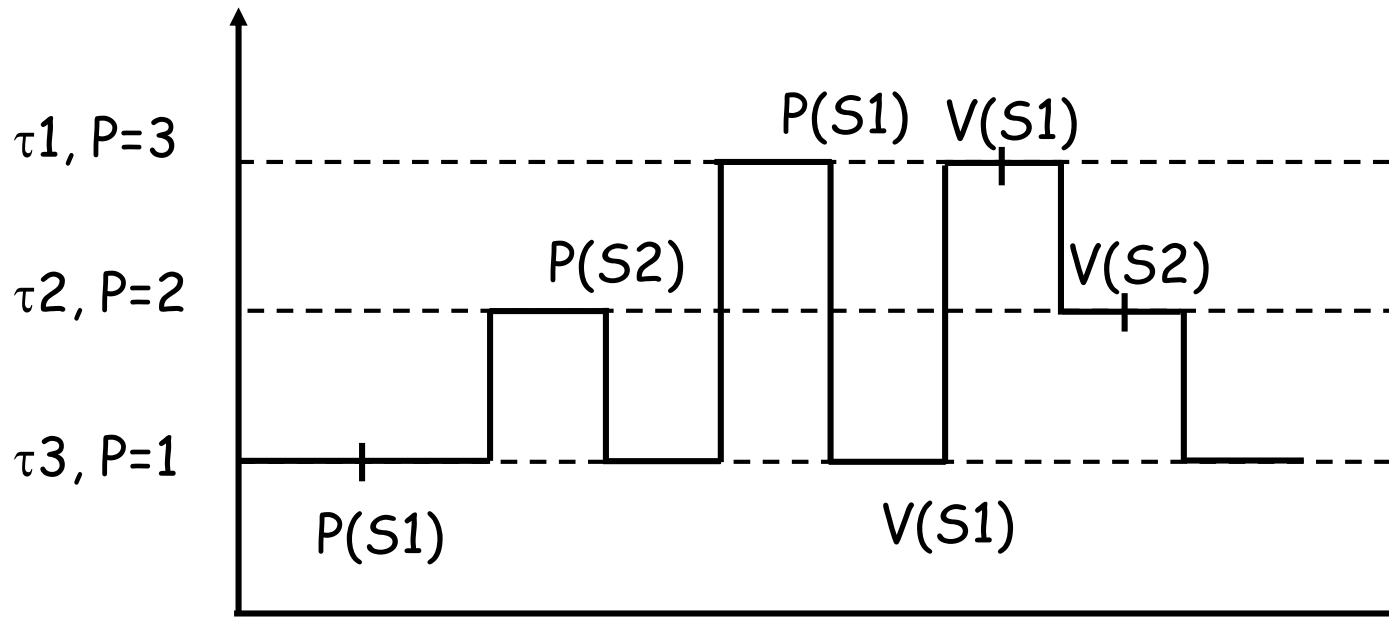 P(S1) V(S1)
τ1, P=3
P(S2) V(S2)
τ2, P=2
τ3, P=1
P(S1) V(S1)